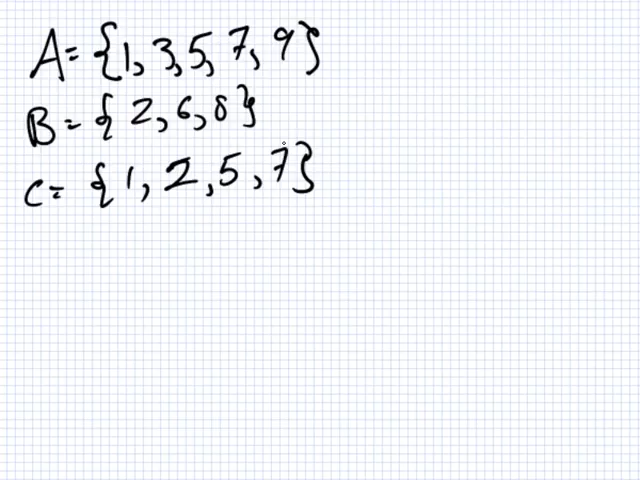 A = {1, 3, 5, 7, 9}
B = {2, 6, 8}
C = {1, 2, 5, 7}